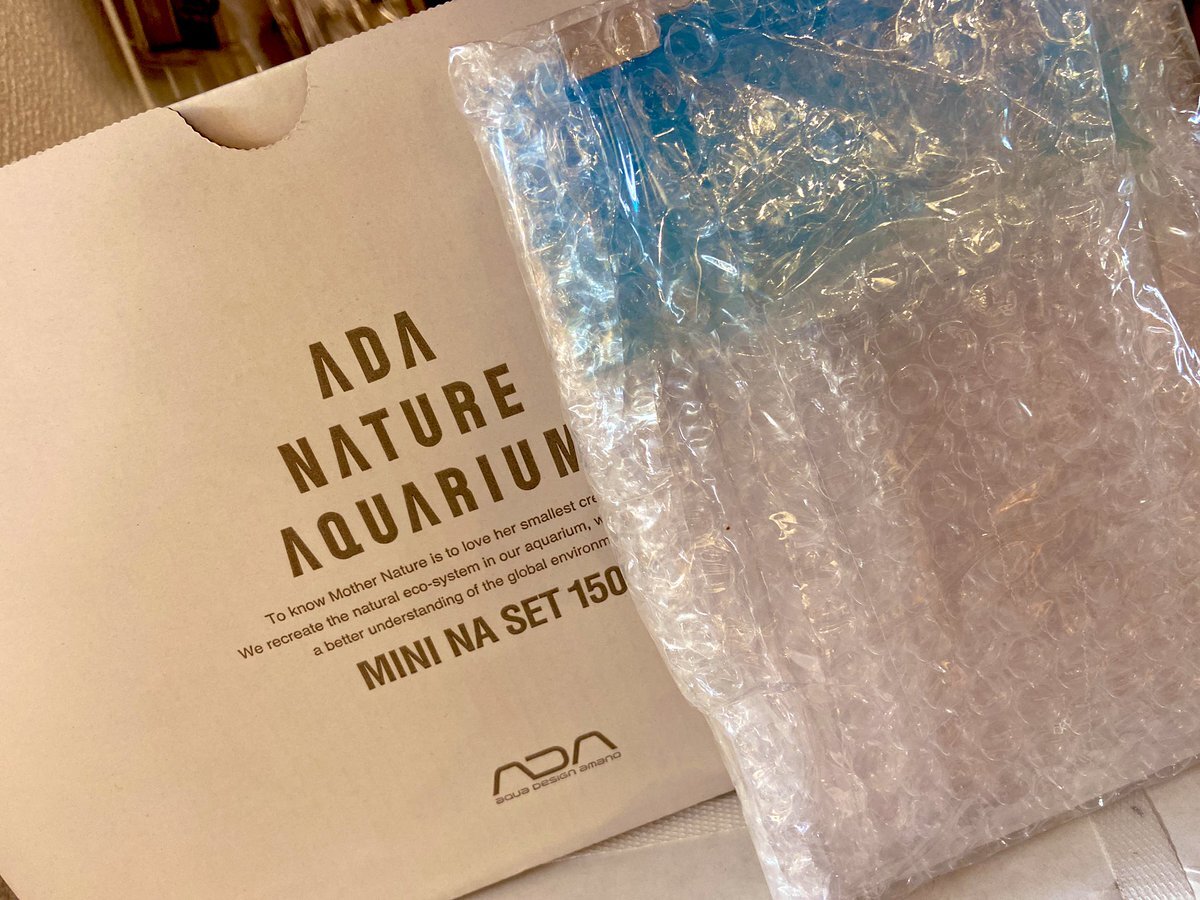 ADA
NATURE
AQUARIUM
To know Mother Nature is to love her smallest cre
We recreate the natural eco-system in our aquarium, w
a better understanding of the global environm
MINI NA SET 150
ADA
aqua design amano